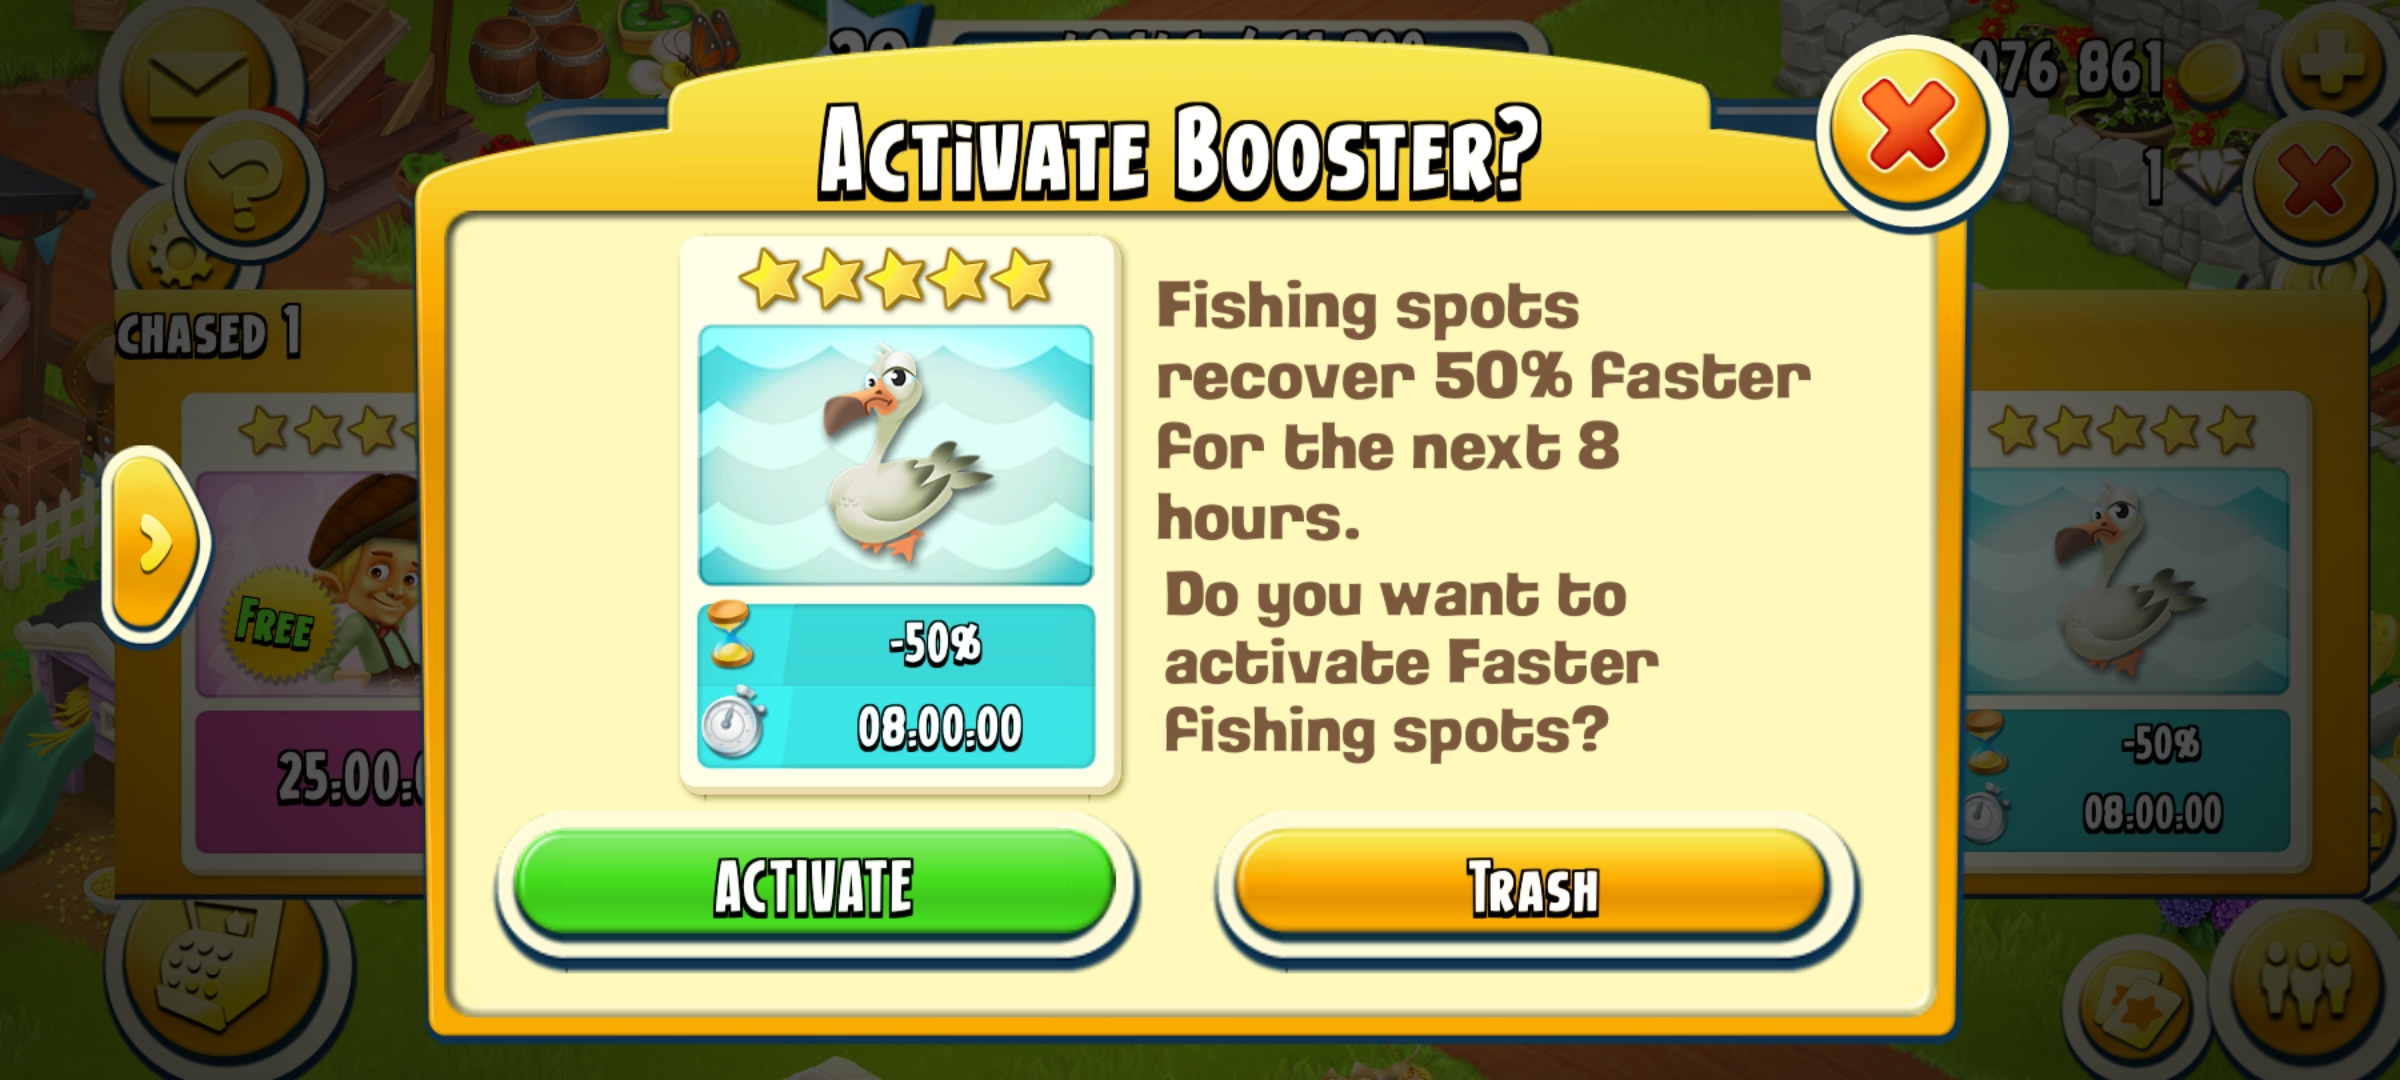 076 861
ACTIVATE BOOSTER?
1
CHASED 1
Fishing spots
recover 50% faster
for the next 8
hours.
Do you want to
activate Faster
fishing spots?
FREE
-50%
08:00:00
25:00:
-50%
08:00:00
ACTIVATE
TRASH